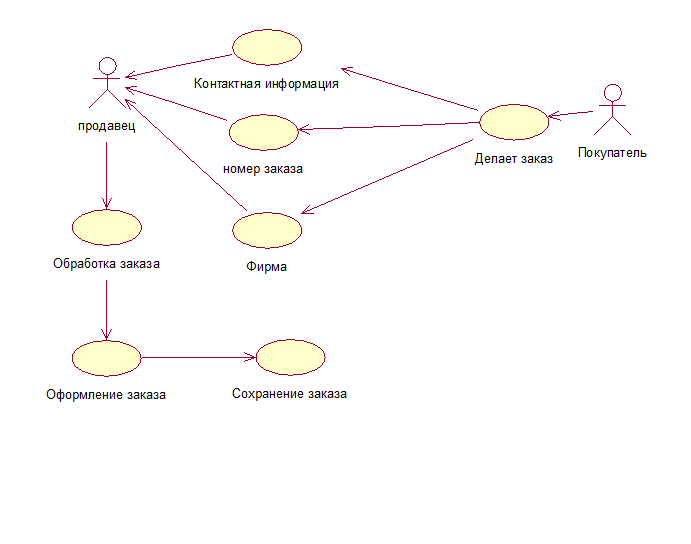 Контактная информация
продавец
номер заказа
Делает заказ
Покупатель
Обработка заказа
Фирма
Оформление заказа
Сохранение заказа